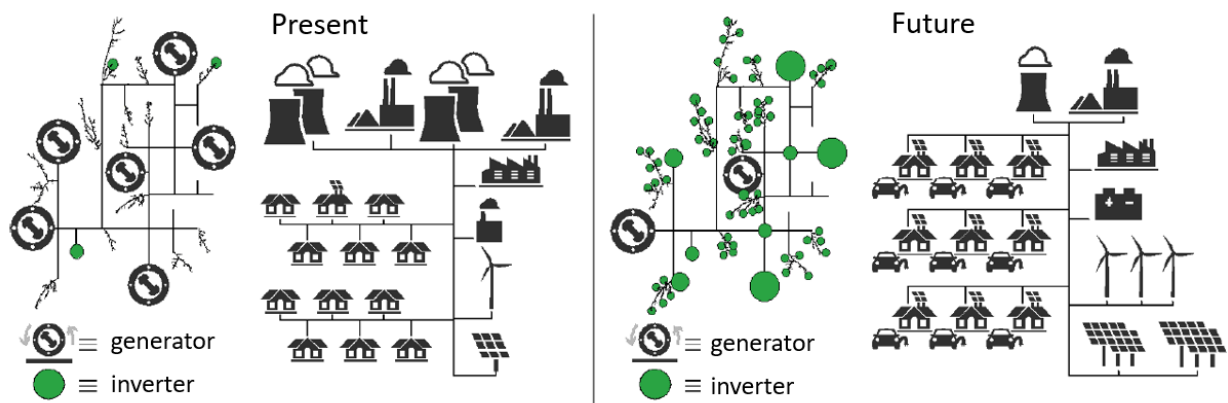 Present
≡ generator
≡ inverter
Future
+ -
≡ generator
≡ inverter